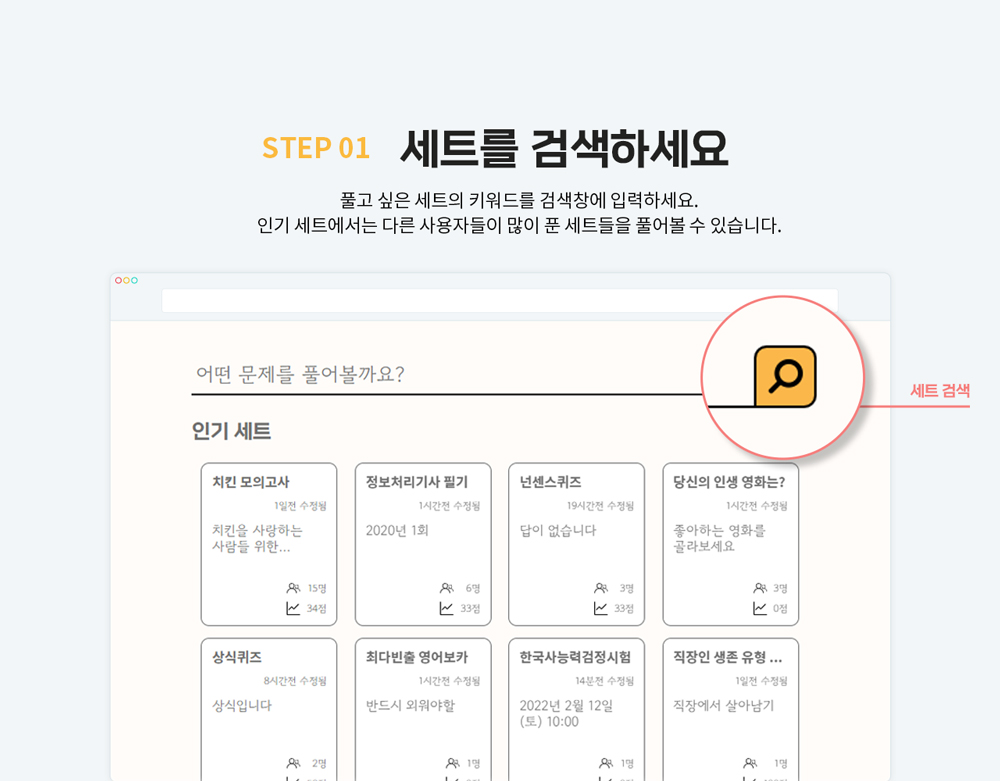 STEP 01 세트를 검색하세요
풀고 싶은 세트의 키워드를 검색창에 입력하세요.
인기 세트에서는 다른 사용자들이 많이 푼 세트들을 풀어볼 수 있습니다.
어떤 문제를 풀어볼까요?
세트 검색
인기 세트
치킨 모의고사
1일전 수정됨
치킨을 사랑하는
사람들 위한...
15명
34점
정보처리기사 필기
1시간전 수정됨
2020년 1회
6명
33점
넌센스퀴즈
19시간전 수정됨
답이 없습니다
3명
33점
당신의 인생 영화는?
1시간전 수정됨
좋아하는 영화를
골라보세요
3명
0점
상식퀴즈
8시간전 수정됨
상식입니다
2명
최다빈출 영어보카
1시간전 수정됨
반드시 외워야할
1명
한국사능력검정시험
14분전 수정됨
2022년 2월 12일
(토) 10:00
1명
직장인 생존 유형 ...
1일전 수정됨
직장에서 살아남기
1명